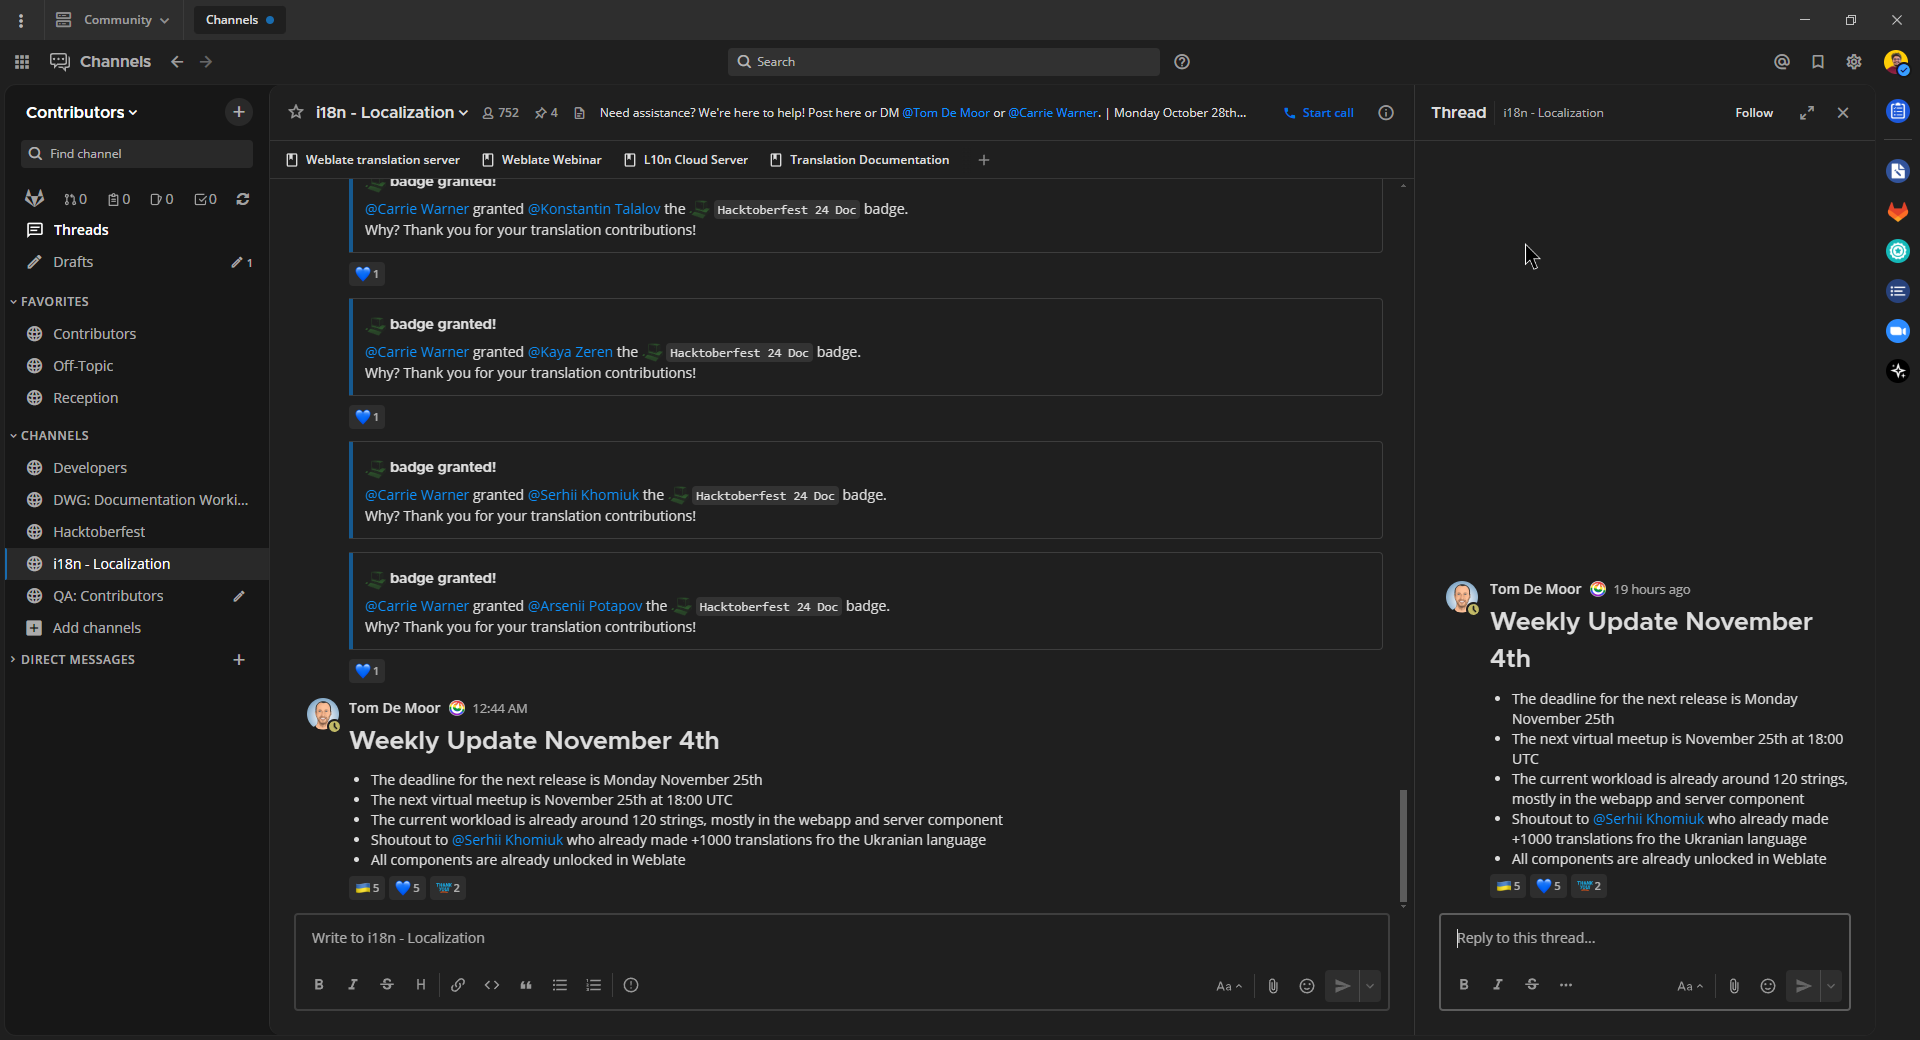 Community
Channels
Channels
Search
Contributors
Find channel
0 0 0 0
Threads
Drafts
1
FAVORITES
Contributors
Off-Topic
Reception
CHANNELS
Developers
DWG: Documentation Worki...
Hacktoberfest
i18n - Localization
QA: Contributors
Add channels
DIRECT MESSAGES
i18n - Localization 752 4 Need assistance? We're here to help! Post here or DM @Tom De Moor or @Carrie Warner. | Monday October 28th... Start call
Weblate translation server Weblate Webinar L10n Cloud Server Translation Documentation
badge granted!
@Carrie Warner granted @Konstantin Talalov the Hacktoberfest 24 Doc badge.
Why? Thank you for your translation contributions!
1
badge granted!
@Carrie Warner granted @Kaya Zeren the Hacktoberfest 24 Doc badge.
Why? Thank you for your translation contributions!
1
badge granted!
@Carrie Warner granted @Serhii Khomiuk the Hacktoberfest 24 Doc badge.
Why? Thank you for your translation contributions!
badge granted!
@Carrie Warner granted @Arsenii Potapov the Hacktoberfest 24 Doc badge.
Why? Thank you for your translation contributions!
1
Tom De Moor 12:44 AM
Weekly Update November 4th
• The deadline for the next release is Monday November 25th
• The next virtual meetup is November 25th at 18:00 UTC
• The current workload is already around 120 strings, mostly in the webapp and server component
• Shoutout to @Serhii Khomiuk who already made +1000 translations fro the Ukranian language
• All components are already unlocked in Weblate
5 5 2
Write to i18n - Localization
B I S H Aa
Thread i18n - Localization Follow
Tom De Moor 19 hours ago
Weekly Update November
4th
• The deadline for the next release is Monday
November 25th
• The next virtual meetup is November 25th at 18:00
UTC
• The current workload is already around 120 strings,
mostly in the webapp and server component
• Shoutout to @Serhii Khomiuk who already made
+1000 translations fro the Ukranian language
• All components are already unlocked in Weblate
5 5 2
Reply to this thread...
B I S ... Aa